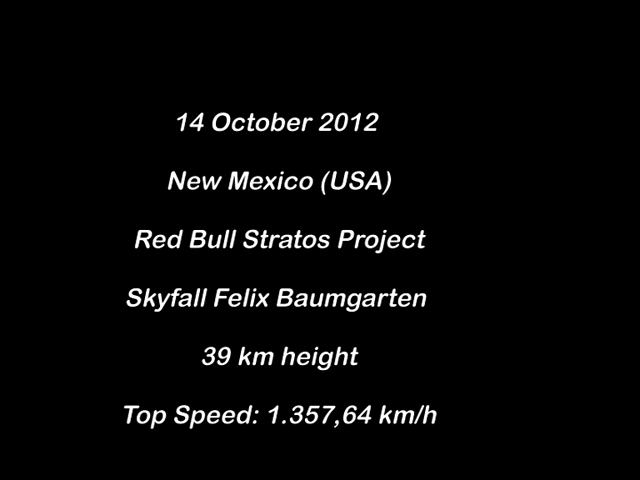 14 October 2012
New Mexico (USA)
Red Bull Stratos Project
Skyfall Felix Baumgarten
39 km height
Top Speed: 1.357,64 km/h